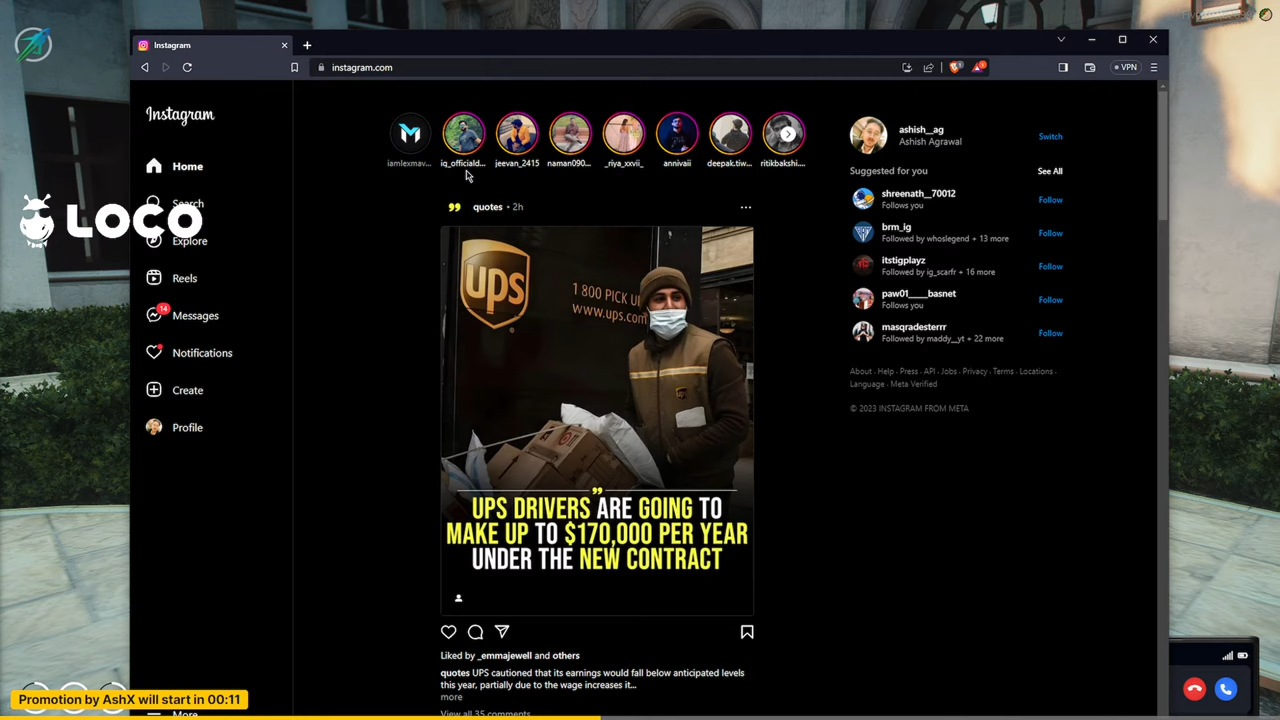 Instagram
instagram.com
VPN
Instagram
iamlexmav...
iq_officiald...
jeevan_2415
naman090...
_riya_xxvii_
annivaii
deepak.tiw...
ritikbakshi....
ashish__ag
Ashish Agrawal
Switch
Home
Suggested for you
See All
Search
LOCO
Explore
quotes • 2h
shreenath__70012
Follows you
Follow
brm_ig
Followed by whoslegend + 13 more
Follow
itstigplayz
Followed by ig_scarfr + 16 more
Follow
paw01____basnet
Follows you
Follow
masqradesterrr
Followed by maddy__yt + 22 more
Follow
Reels
14
Messages
Notifications
Create
Profile
ups
1 800 PICK U
www.ups.com
About · Help · Press · API · Jobs · Privacy · Terms · Locations ·
Language · Meta Verified
© 2023 INSTAGRAM FROM META
UPS DRIVERS ARE GOING TO
MAKE UP TO $170,000 PER YEAR
UNDER THE NEW CONTRACT
Liked by _emmajewell and others
quotes UPS cautioned that its earnings would fall below anticipated levels
this year, partially due to the wage increases it...
more
View all 35 comments
Promotion by AshX will start in 00:11
More